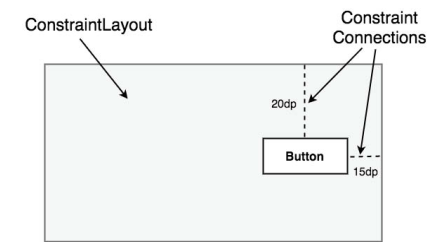 ConstraintLayout
Constraint
Connections
20dp
Button
15dp